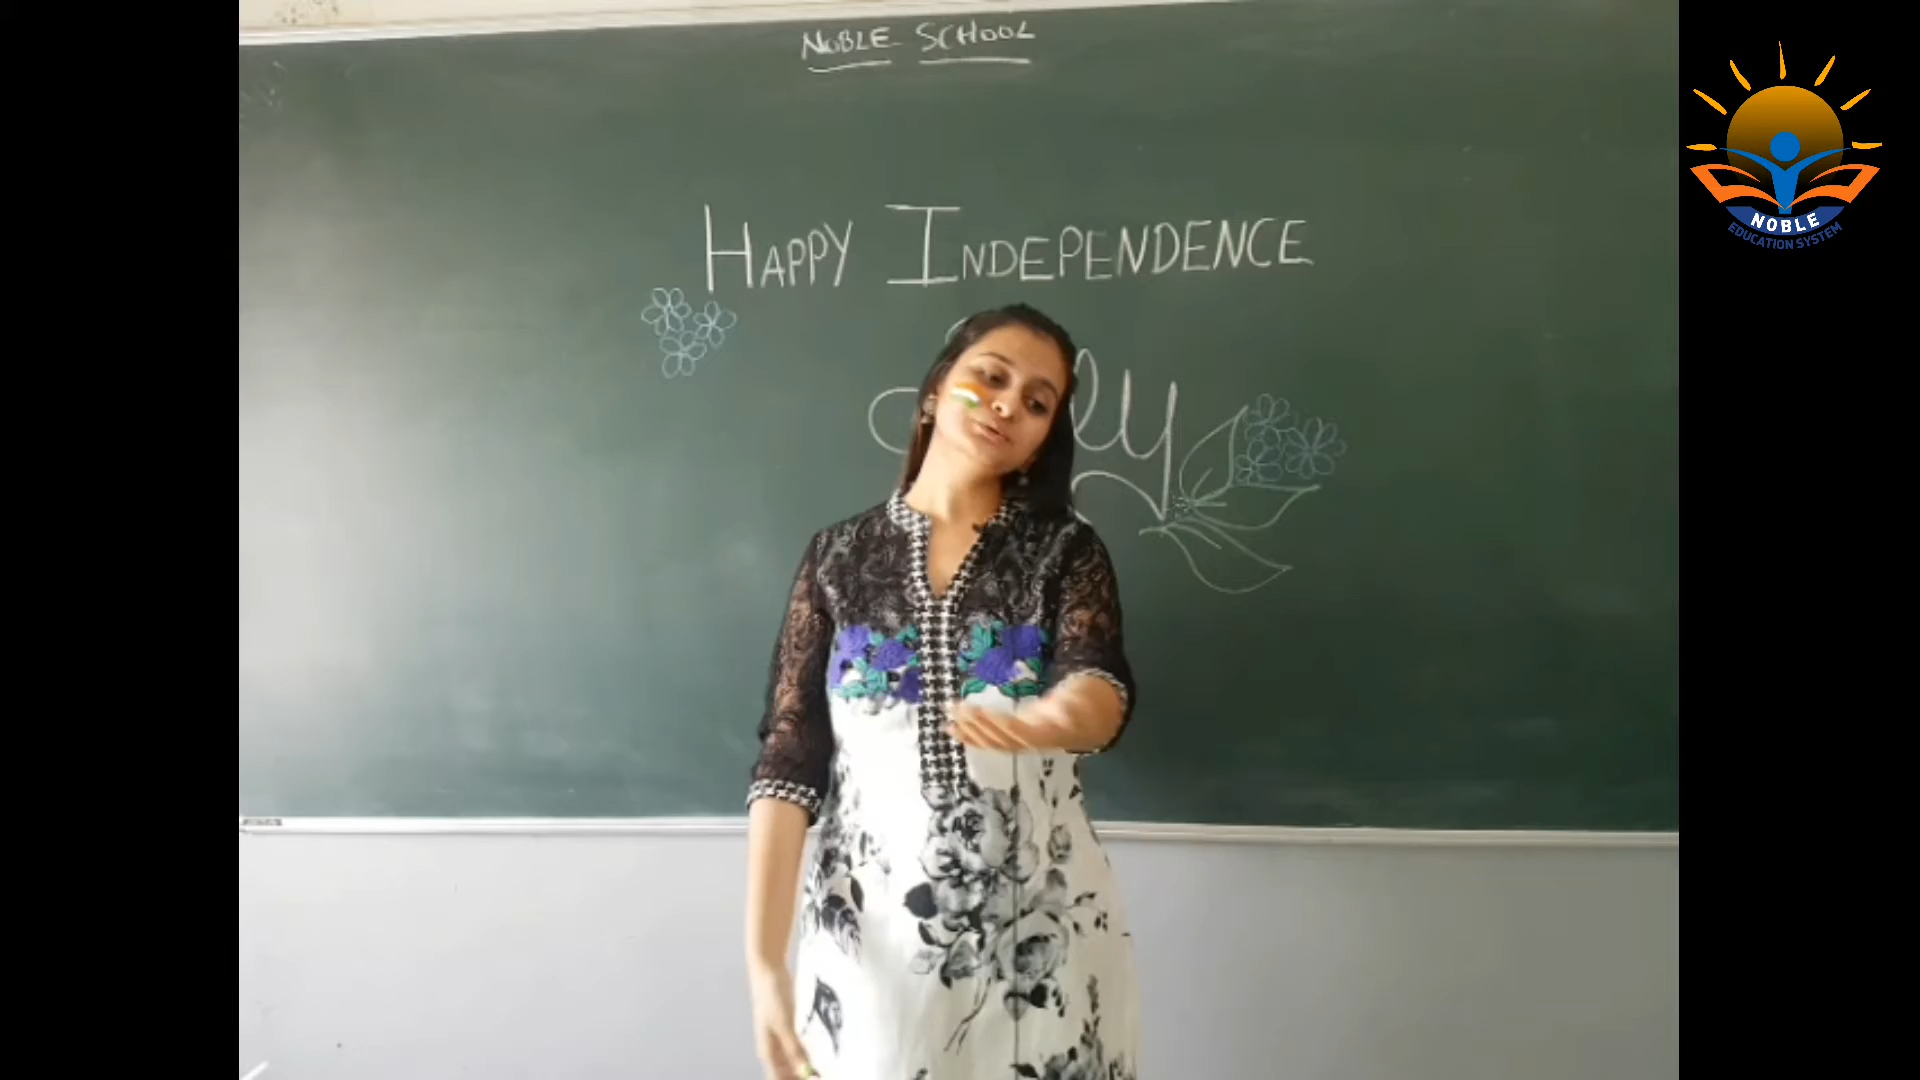 NOBLE SCHOOL
HAPPY INDEPENDENCE
NOBLE
EDUCATION SYSTEM